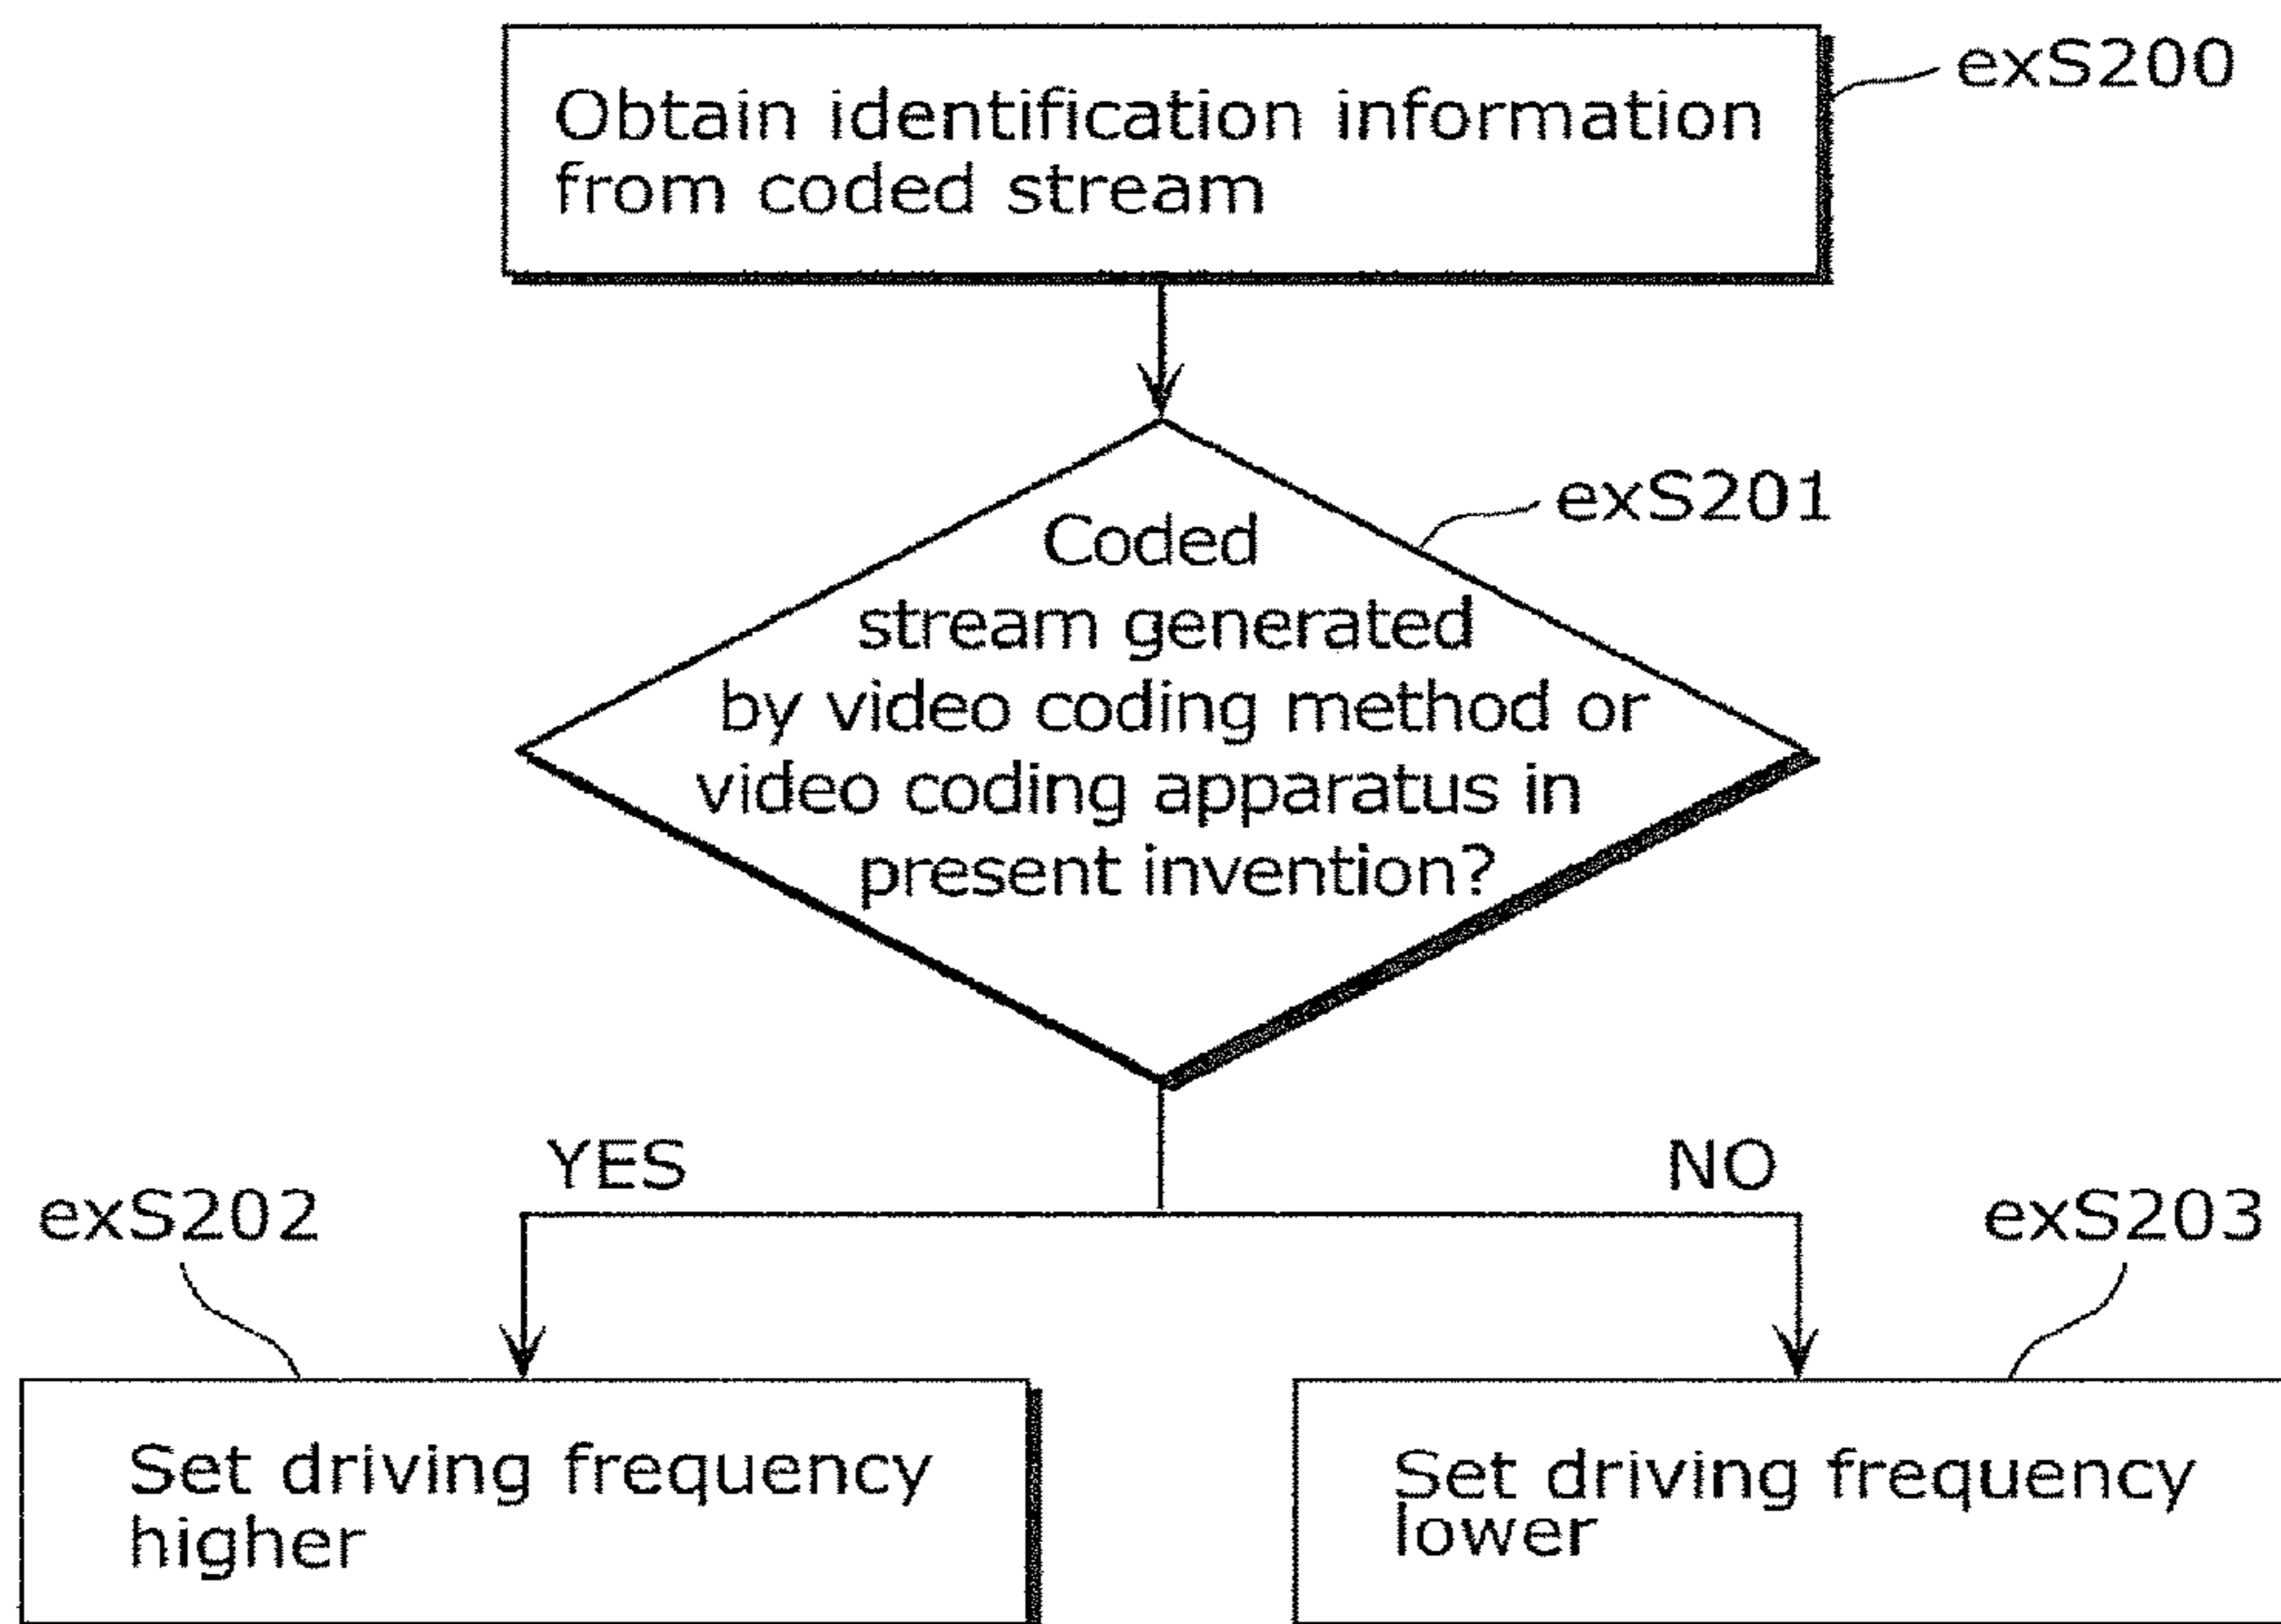 Obtain identification information
from coded stream
exS200
Coded
stream generated
by video coding method or
video coding apparatus in
present invention?
exS201
YES
NO
exS202
exS203
Set driving frequency
higher
Set driving frequency
lower